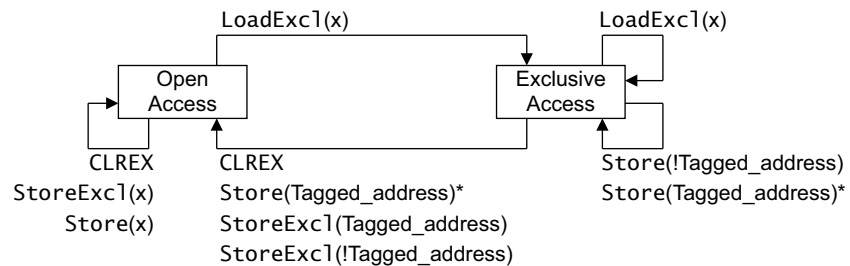 LoadExcl(x)
LoadExcl(x)
Open
Access
Exclusive
Access
CLREX
StoreExcl(x)
Store(x)
CLREX
Store(Tagged_address)*
StoreExcl(Tagged_address)
StoreExcl(!Tagged_address)
Store(!Tagged_address)
Store(Tagged_address)*